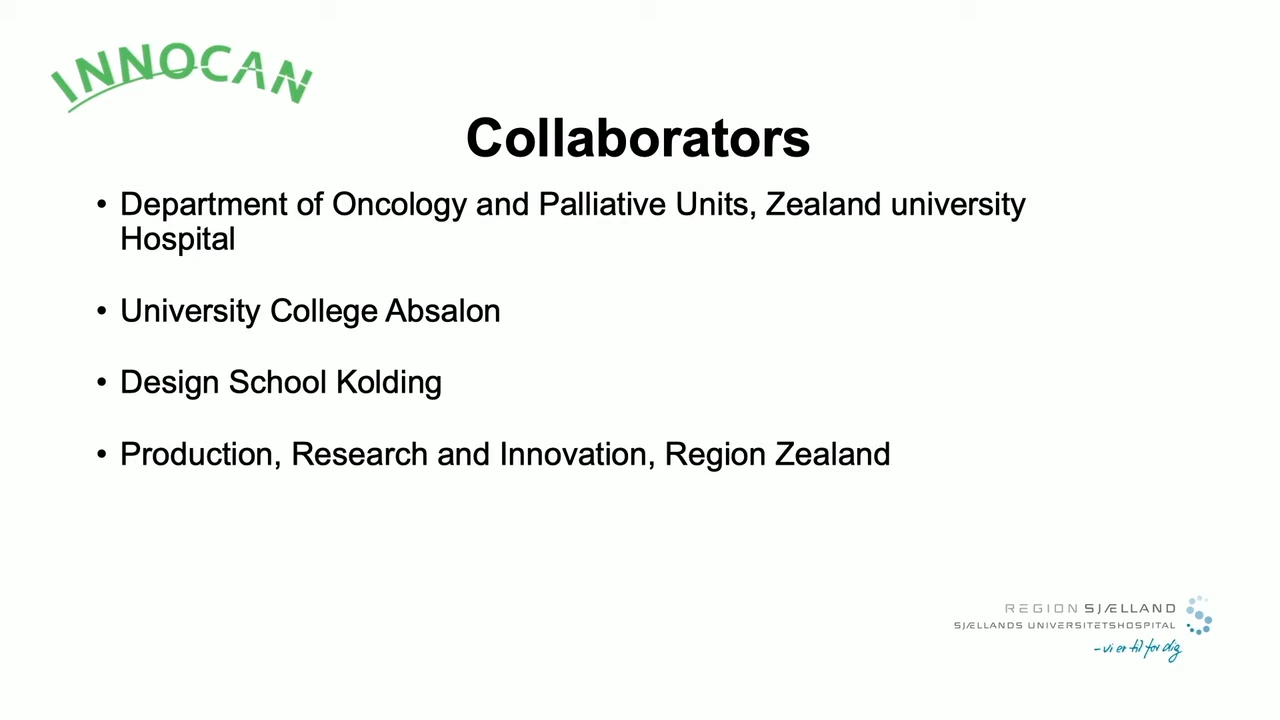 INNOCAN
Collaborators
• Department of Oncology and Palliative Units, Zealand university
Hospital
• University College Absalon
• Design School Kolding
• Production, Research and Innovation, Region Zealand
REGION SJÆLLAND
SJÆLLANDS UNIVERSITETSHOSPITAL
- vi er til for dig